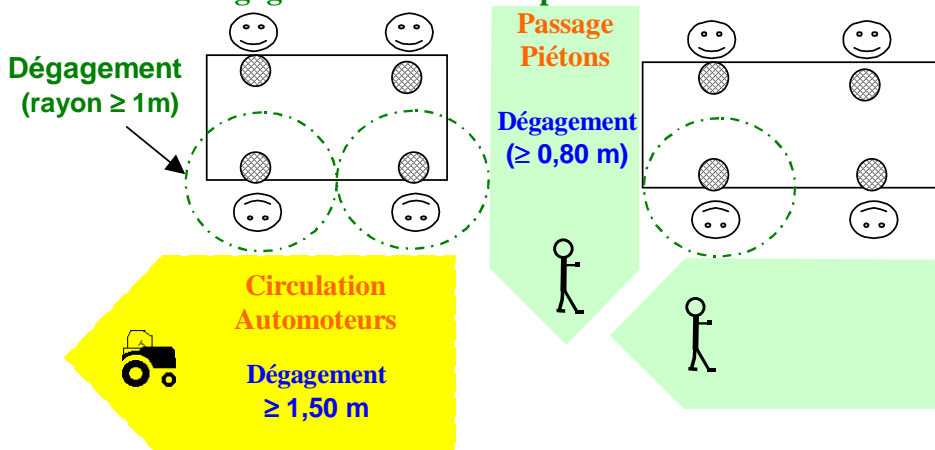 Passage
Piétons
Dégagement
(rayon ≥ 1m)
Dégagement
(≥ 0,80 m)
Circulation
Automoteurs
Dégagement
≥ 1,50 m